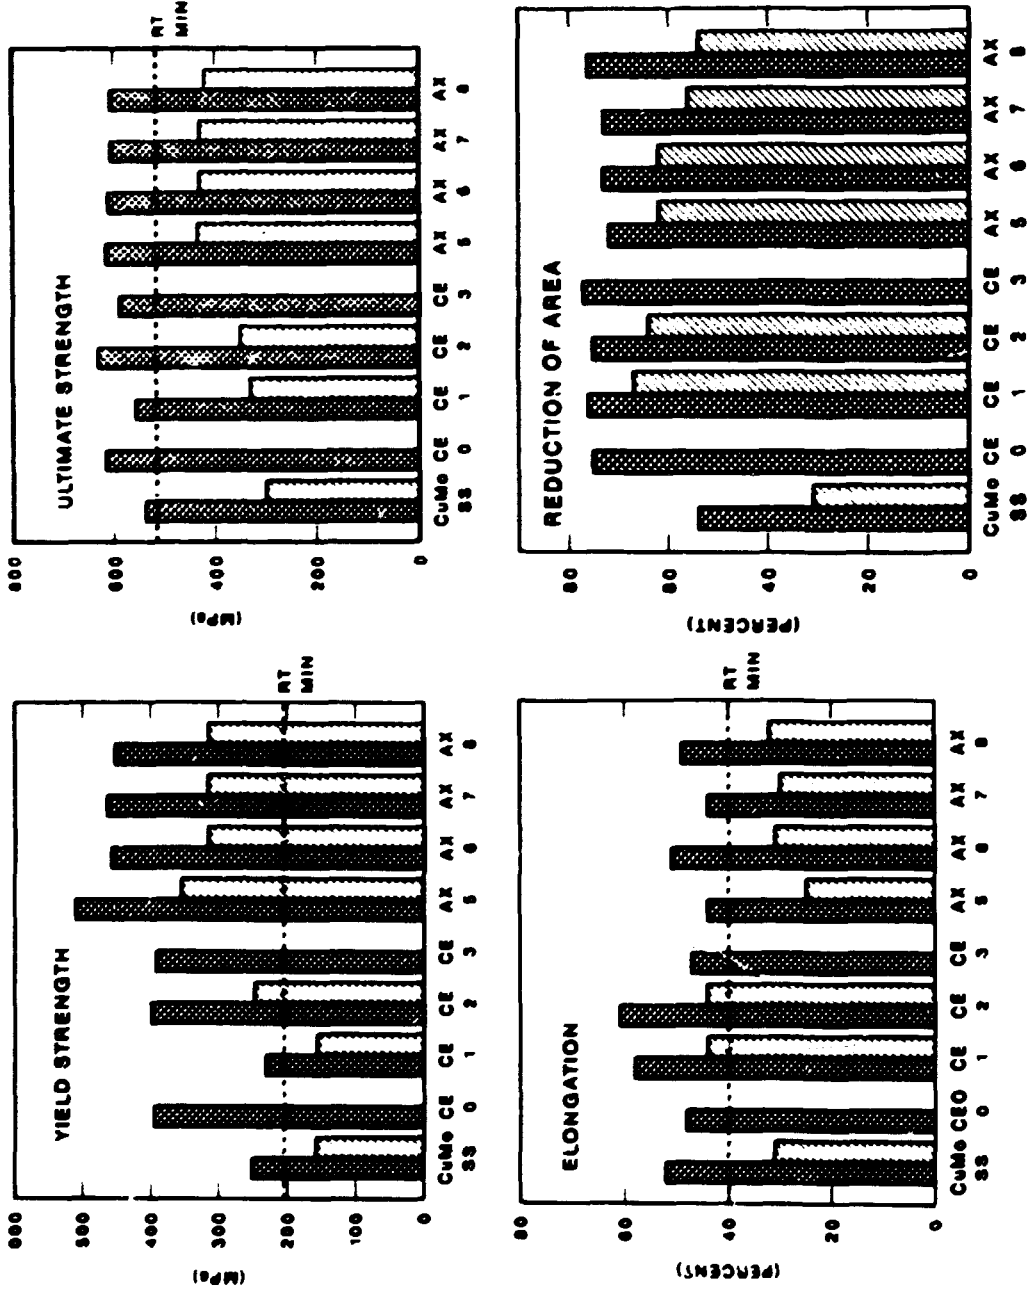 YIELD STRENGTH
(MPa)
600
500
400
300
200
100
0
RT
MIN
CuMo CE CE CE CE AX AX AX AX
SS 0 1 2 3 5 6 7 8
ULTIMATE STRENGTH
(MPa)
800
600
400
200
0
RT
MIN
CuMo CE CE CE CE AX AX AX AX
SS 0 1 2 3 5 6 7 8
ELONGATION
(PERCENT)
80
60
40
20
0
RT
MIN
CuMo CEO CE CE CE AX AX AX AX
SS 0 1 2 3 5 6 7 8
REDUCTION OF AREA
(PERCENT)
80
60
40
20
0
CuMo CE CE CE CE AX AX AX AX
SS 0 1 2 3 5 6 7 8